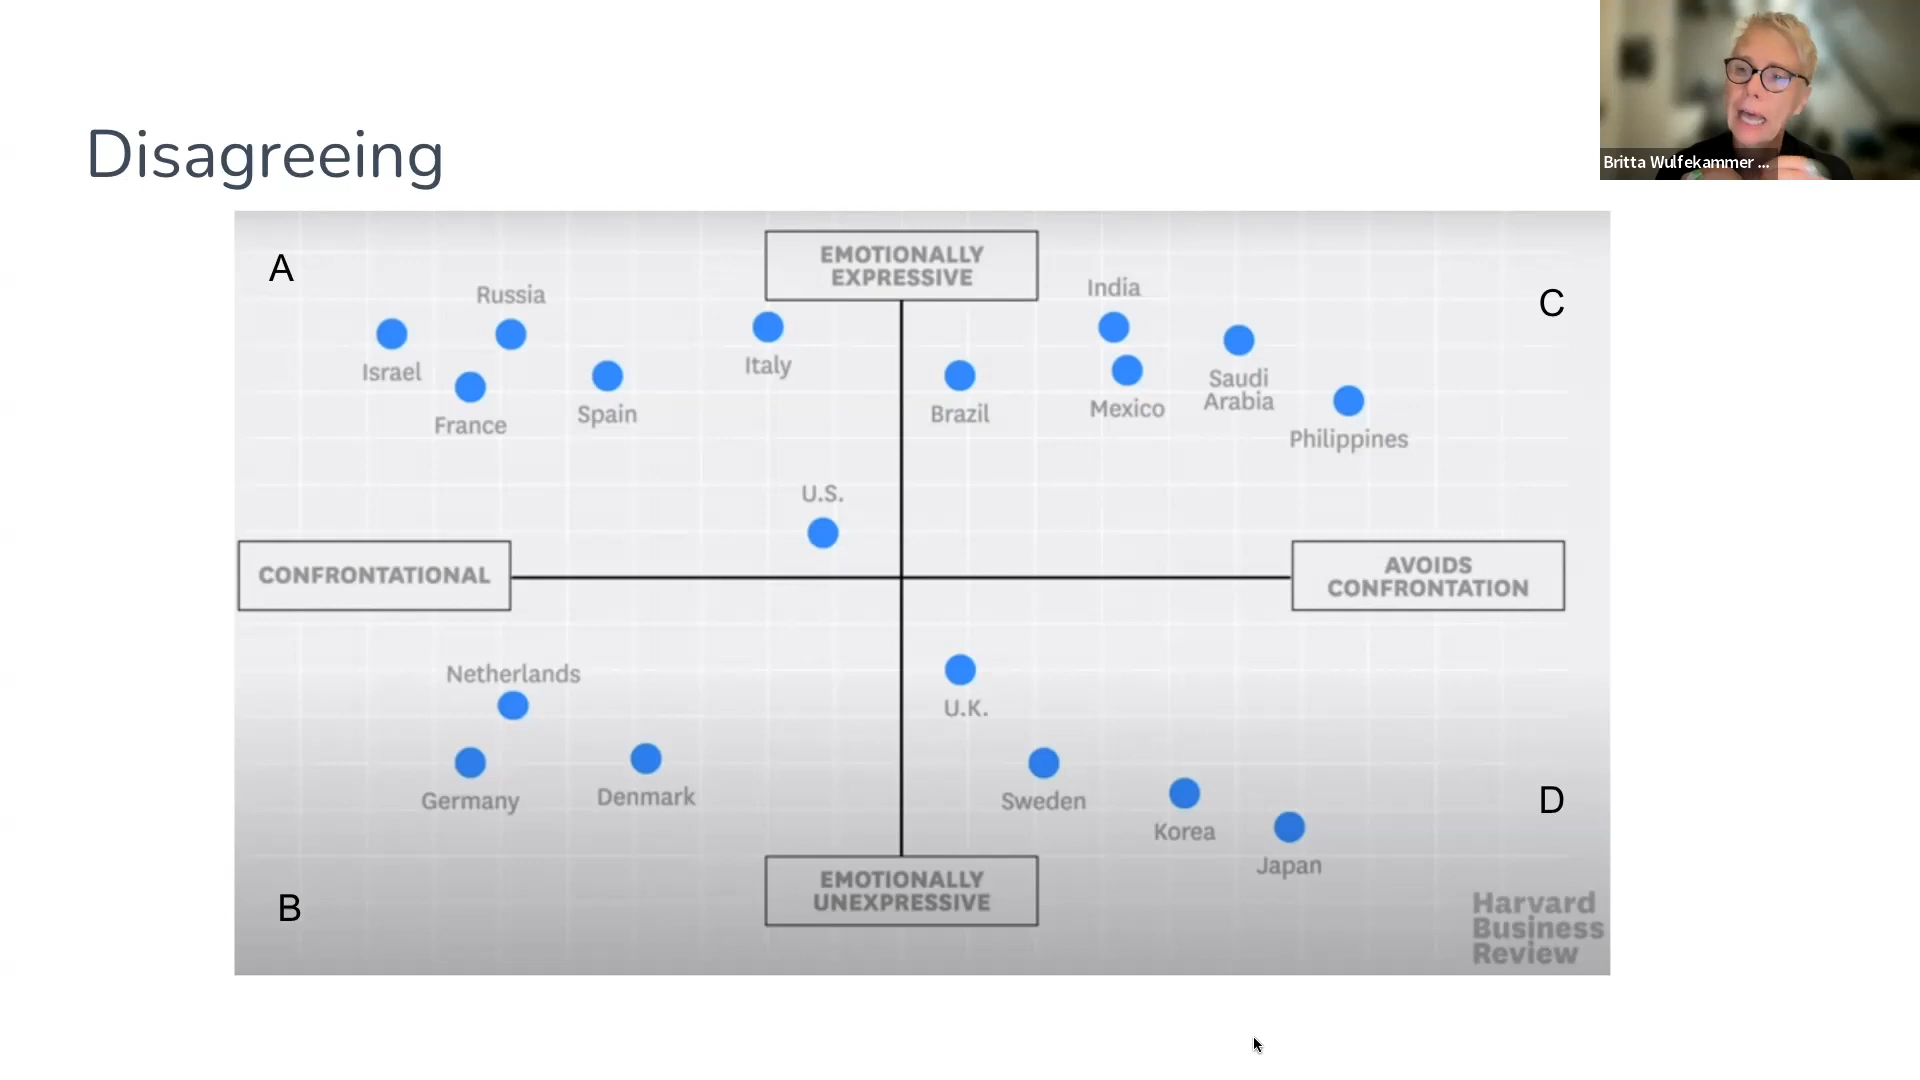 Britta Wulfekammer ...
Disagreeing
A
EMOTIONALLY
EXPRESSIVE
C
Russia
India
Israel
France
Spain
Italy
Brazil
Mexico
Saudi
Arabia
Philippines
U.S.
CONFRONTATIONAL
AVOIDS
CONFRONTATION
Netherlands
Germany
Denmark
U.K.
Sweden
Korea
Japan
D
B
EMOTIONALLY
UNEXPRESSIVE
Harvard
Business
Review